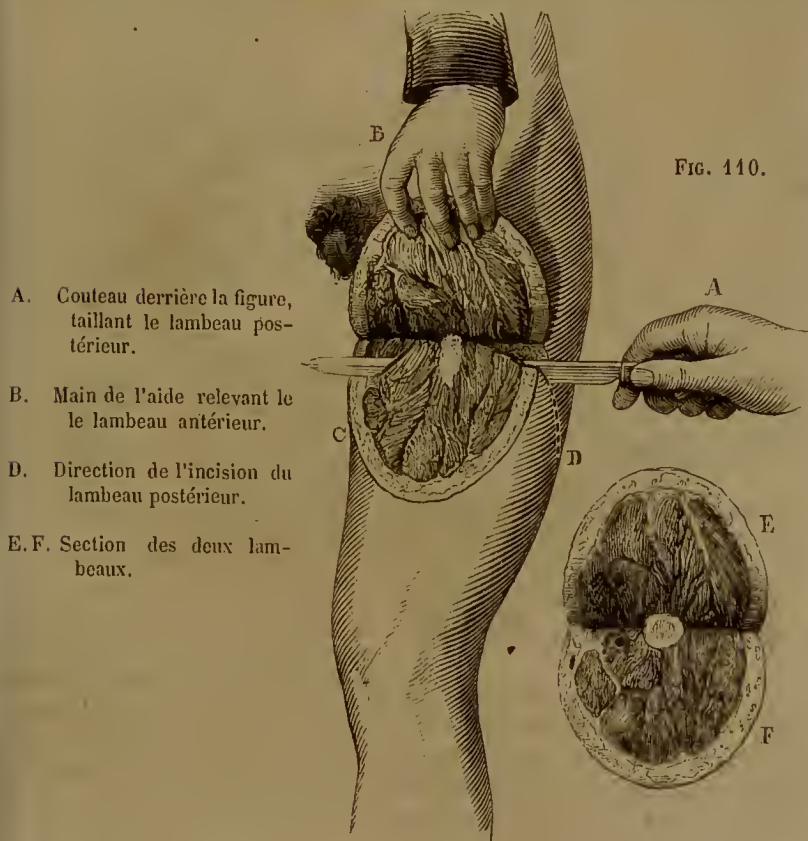 B
FIG. 110.
A
A. Couteau derrière la figure,
taillant le lambeau pos-
térieur.
B. Main de l'aide relevant le
le lambeau antérieur.
C
D
D. Direction de l'incision du
lambeau postérieur.
E
E. F. Section des deux lam-
beaux.
F